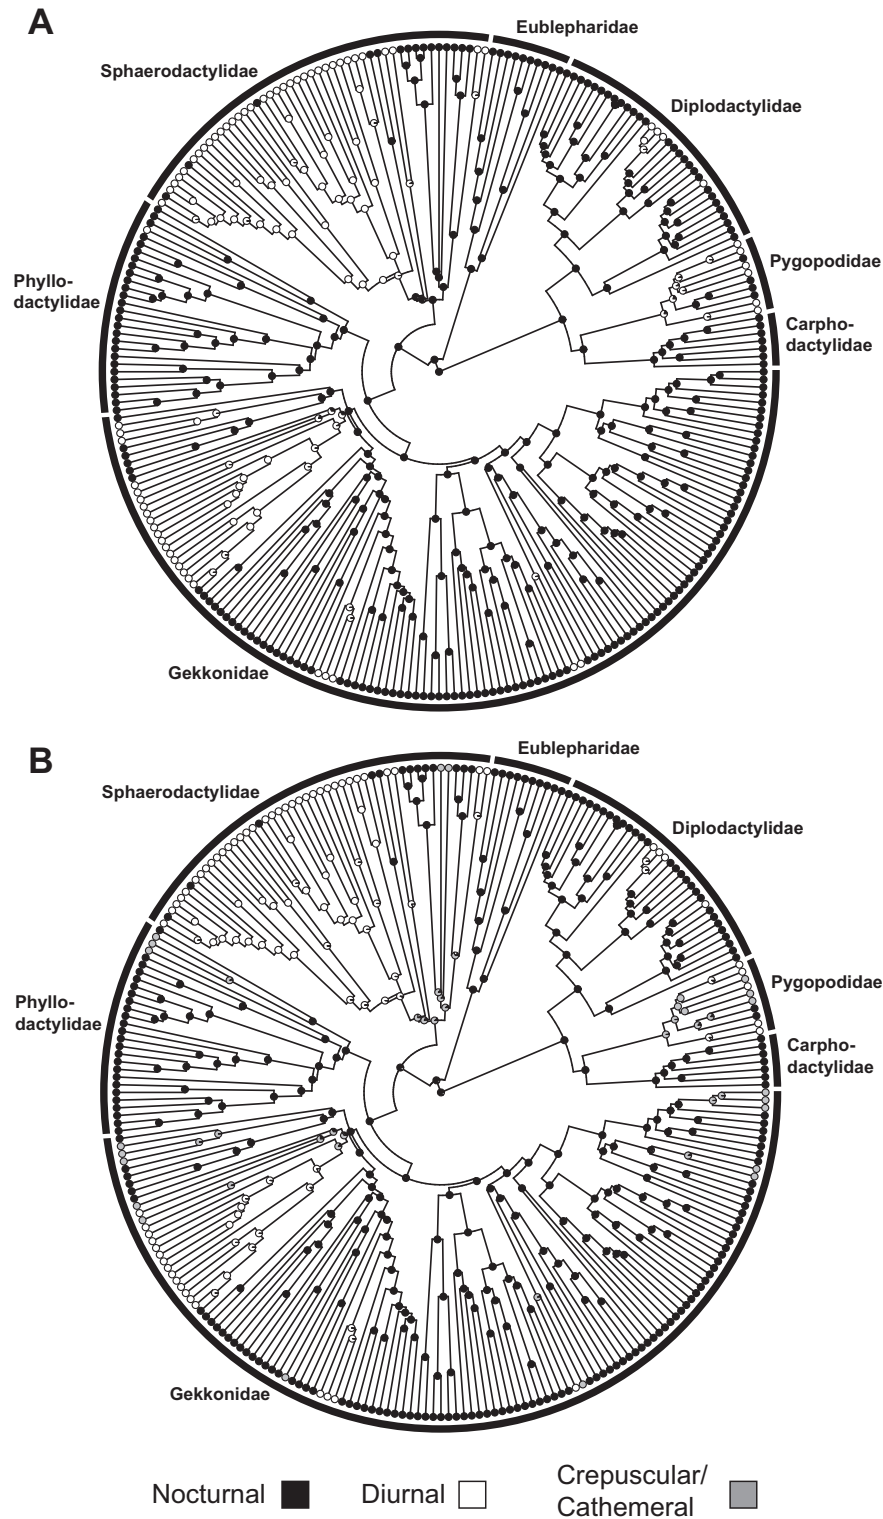 A
Eublepharidae
Sphaerodactylidae
Diplodactylidae
Pygopodidae
Phyllo-
dactylidae
Carpho-
dactylidae
Gekkonidae
B
Eublepharidae
Sphaerodactylidae
Diplodactylidae
Pygopodidae
Phyllo-
dactylidae
Carpho-
dactylidae
Gekkonidae
Nocturnal
Diurnal
Crepuscular/
Cathemeral